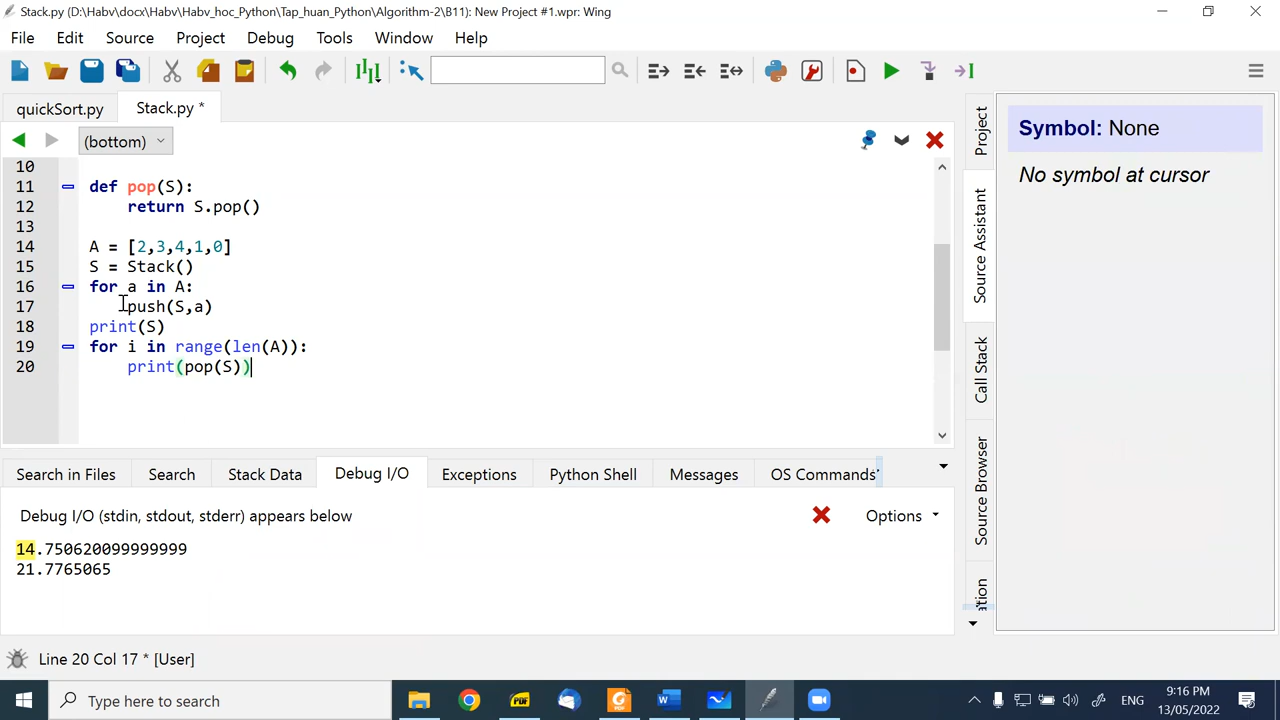 Stack.py (D:\Habv\docx\Habv\Habv_hoc_Python\Tap_huan_Python\Algorithm-2\B11): New Project #1.wpr: Wing
File Edit Source Project Debug Tools Window Help
quickSort.py Stack.py *
(bottom)
10
11 def pop(S):
12 return S.pop()
13
14 A = [2,3,4,1,0]
15 S = Stack()
16 for a in A:
17 push(S,a)
18 print(S)
19 for i in range(len(A)):
20 print(pop(S))
Project
Source Assistant
Call Stack
Source Browser
Symbol: None
No symbol at cursor
Search in Files Search Stack Data Debug I/O Exceptions Python Shell Messages OS Commands
Debug I/O (stdin, stdout, stderr) appears below
Options
14.750620099999999
21.7765065
Line 20 Col 17 * [User]
Type here to search
PDF
ENG
9:16 PM
13/05/2022